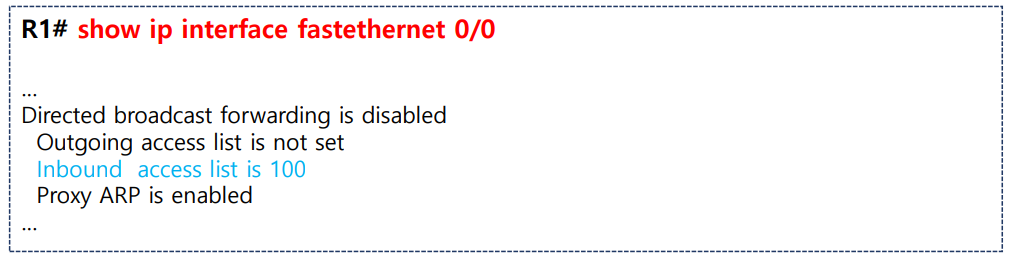 R1# show ip interface fastethernet 0/0
...
Directed broadcast forwarding is disabled
Outgoing access list is not set
Inbound  access list is 100
Proxy ARP is enabled
...